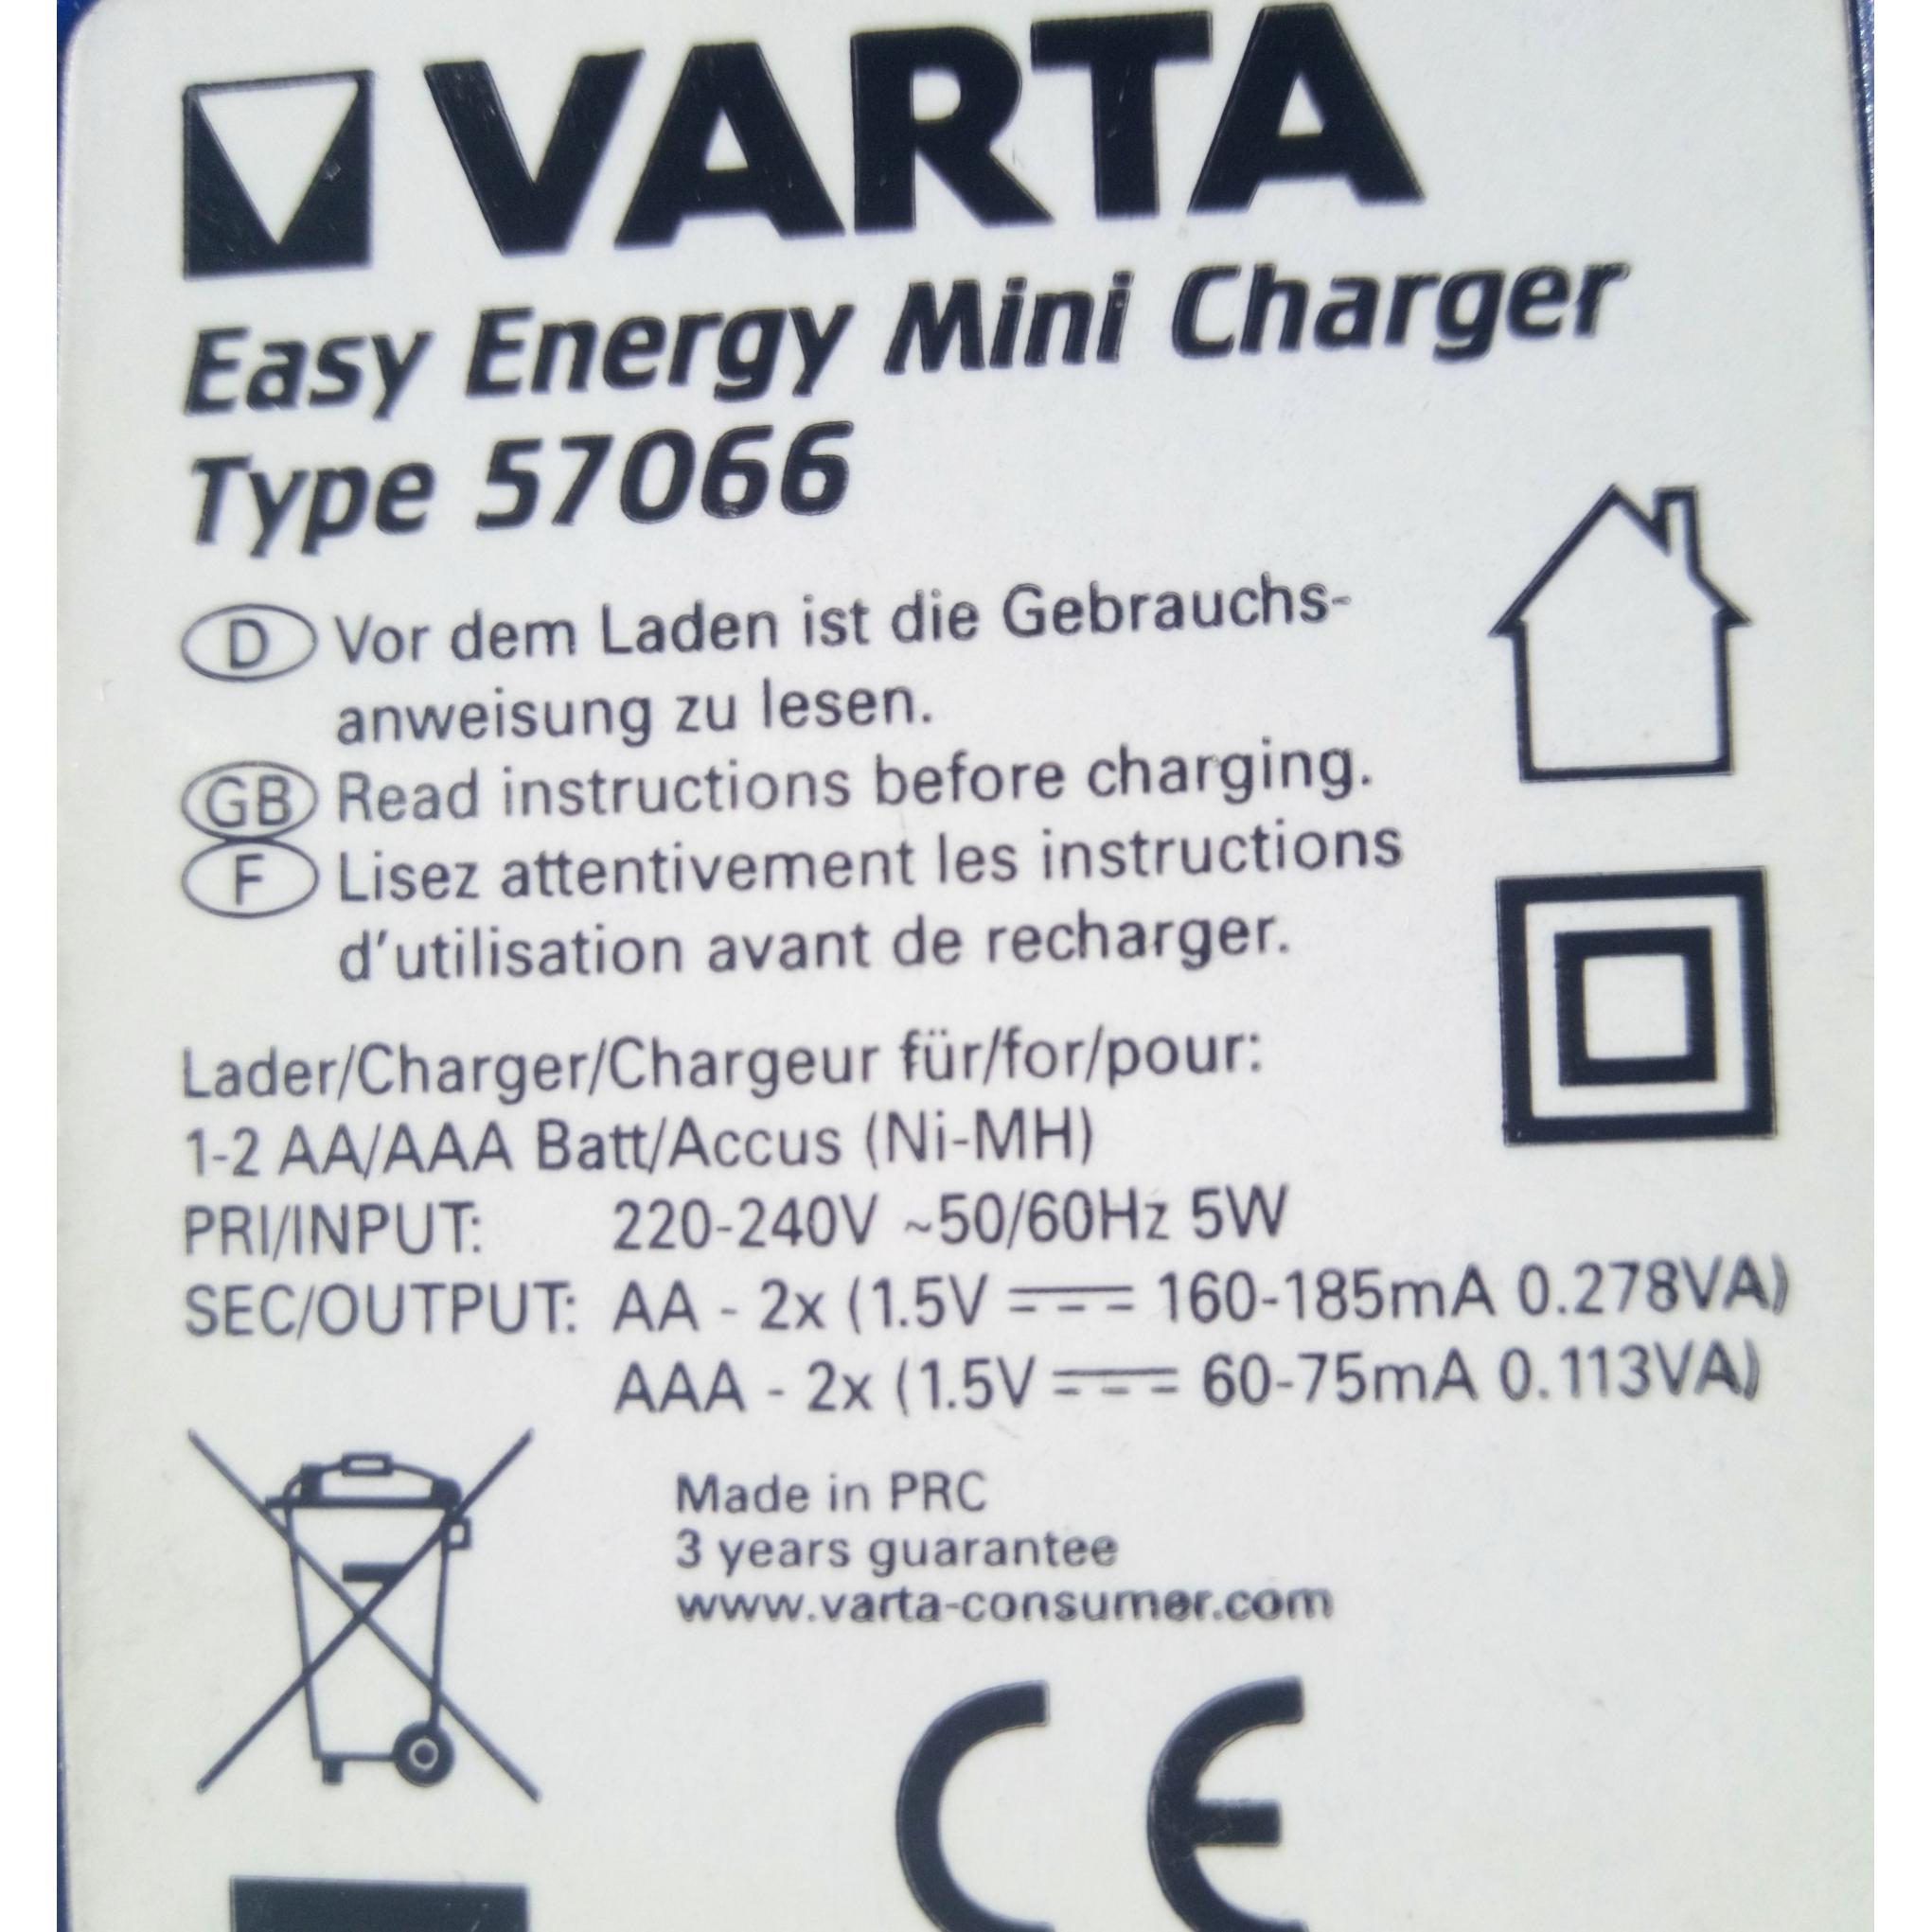 VARTA
Easy Energy Mini Charger
Type 57066
D Vor dem Laden ist die Gebrauchs-
anweisung zu lesen.
GB Read instructions before charging.
F Lisez attentivement les instructions
d'utilisation avant de recharger.
Lader/Charger/Chargeur für/for/pour:
1-2 AA/AAA Batt/Accus (Ni-MH)
PRI/INPUT: 220-240V ~50/60Hz 5W
SEC/OUTPUT: AA - 2x (1.5V ⎓ 160-185mA 0.278VA)
AAA - 2x (1.5V ⎓ 60-75mA 0.113VA)
Made in PRC
3 years guarantee
www.varta-consumer.com
CE